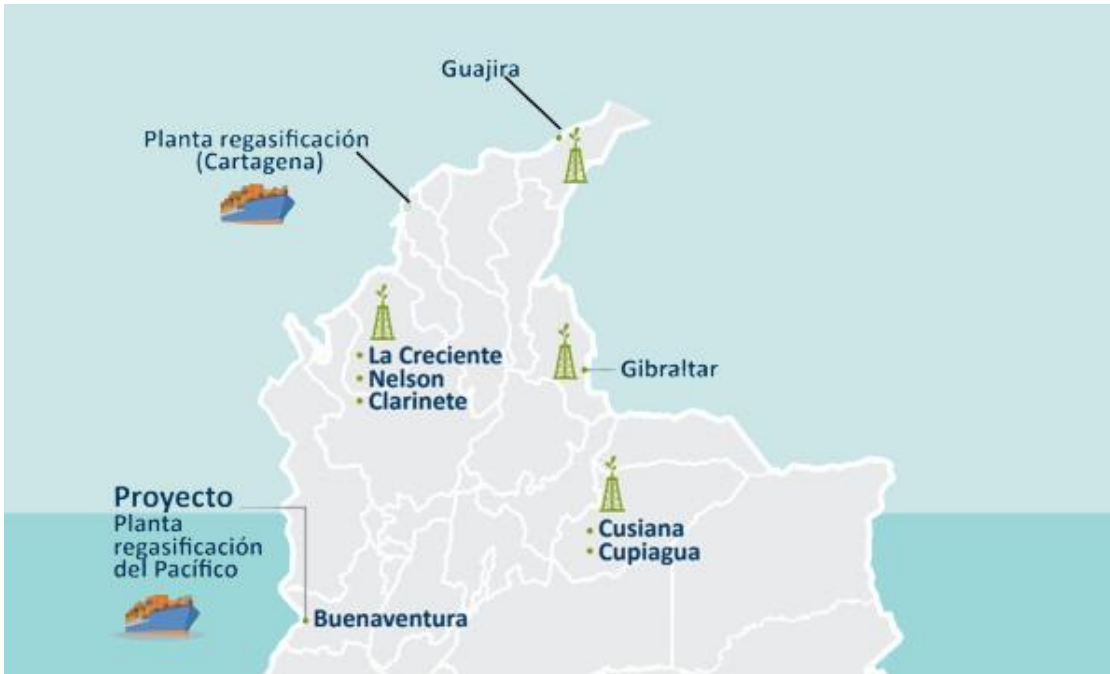 Guajira
Planta regasificación
(Cartagena)
La Creciente
Nelson
Clarinete
Gibraltar
Proyecto
Planta
regasificación
del Pacífico
Cusiana
Cupiagua
Buenaventura